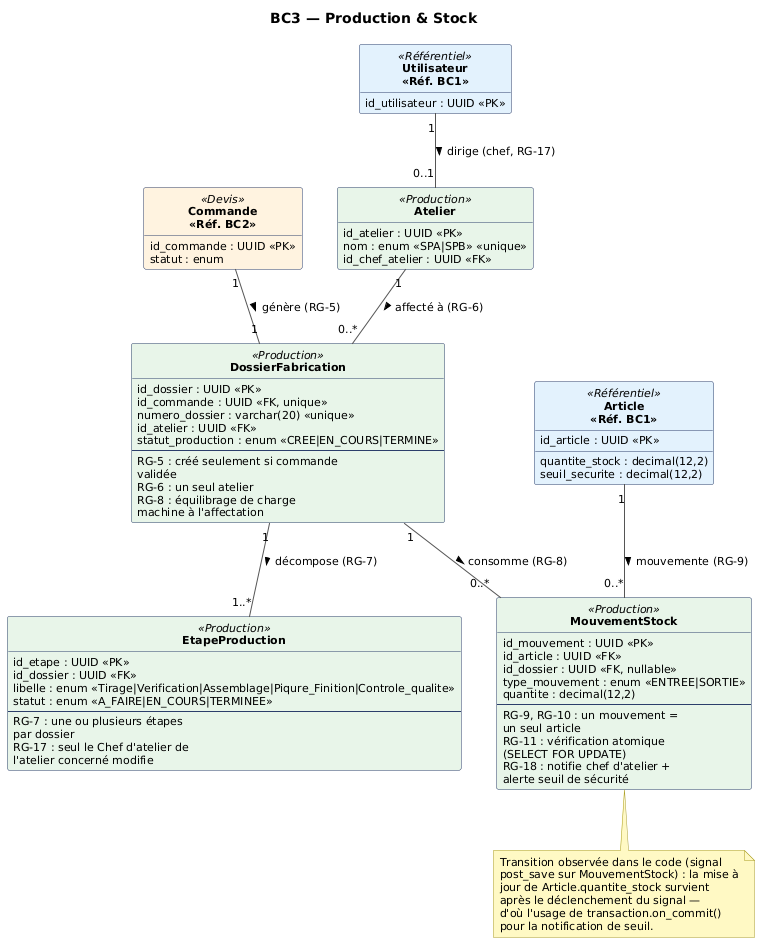 BC3 — Production & Stock
«Référentiel»
Utilisateur
«Réf. BC1»
id_utilisateur : UUID «PK»
1
dirige (chef, RG-17)
0..1
«Devis»
Commande
«Réf. BC2»
id_commande : UUID «PK»
statut : enum
«Production»
Atelier
id_atelier : UUID «PK»
nom : enum «SPA|SPB» «unique»
id_chef_atelier : UUID «FK»
1
génère (RG-5)
1
1
affecté à (RG-6)
0..*
«Production»
DossierFabrication
id_dossier : UUID «PK»
id_commande : UUID «FK, unique»
numero_dossier : varchar(20) «unique»
id_atelier : UUID «FK»
statut_production : enum «CREE|EN_COURS|TERMINE»
RG-5 : créé seulement si commande
validée
RG-6 : un seul atelier
RG-8 : équilibrage de charge
machine à l'affectation
«Référentiel»
Article
«Réf. BC1»
id_article : UUID «PK»
quantite_stock : decimal(12,2)
seuil_securite : decimal(12,2)
1
décompose (RG-7)
1..*
1
consomme (RG-8)
0..*
1
mouvemente (RG-9)
0..*
«Production»
EtapeProduction
id_etape : UUID «PK»
id_dossier : UUID «FK»
libelle : enum «Tirage|Verification|Assemblage|Piqure_Finition|Controle_qualite»
statut : enum «A_FAIRE|EN_COURS|TERMINEE»
RG-7 : une ou plusieurs étapes
par dossier
RG-17 : seul le Chef d'atelier de
l'atelier concerné modifie
«Production»
MouvementStock
id_mouvement : UUID «PK»
id_article : UUID «FK»
id_dossier : UUID «FK, nullable»
type_mouvement : enum «ENTREE|SORTIE»
quantite : decimal(12,2)
RG-9, RG-10 : un mouvement =
un seul article
RG-11 : vérification atomique
(SELECT FOR UPDATE)
RG-18 : notifie chef d'atelier +
alerte seuil de sécurité
Transition observée dans le code (signal
post_save sur MouvementStock) : la mise à
jour de Article.quantite_stock survient
après le déclenchement du signal —
d'où l'usage de transaction.on_commit()
pour la notification de seuil.